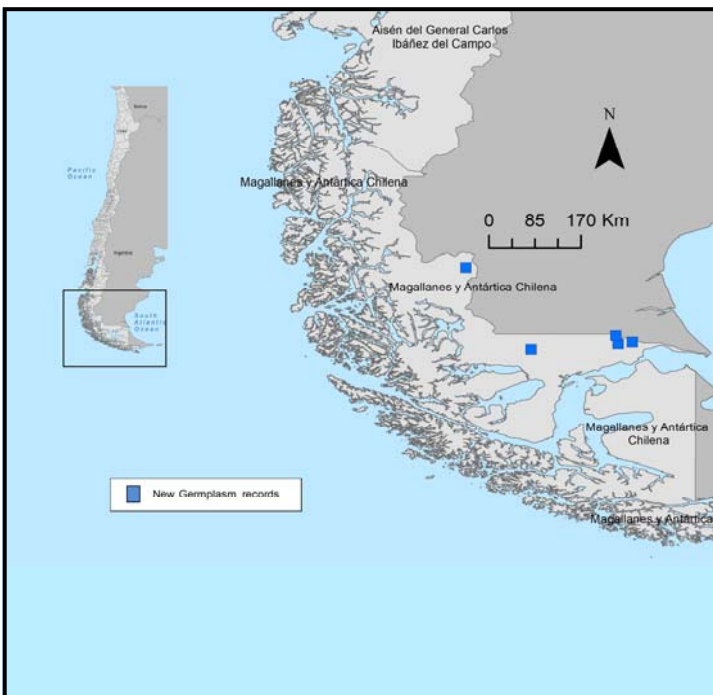 Aisén del General Carlos
Ibáñez del Campo
N
Magallanes y Antártica Chilena
0 85 170 Km
Pacific
Ocean
Argentina
Magallanes y Antártica Chilena
South
Atlantic
Ocean
Magallanes y Antártica
Chilena
New Germplasm records
Magallanes y Antártica